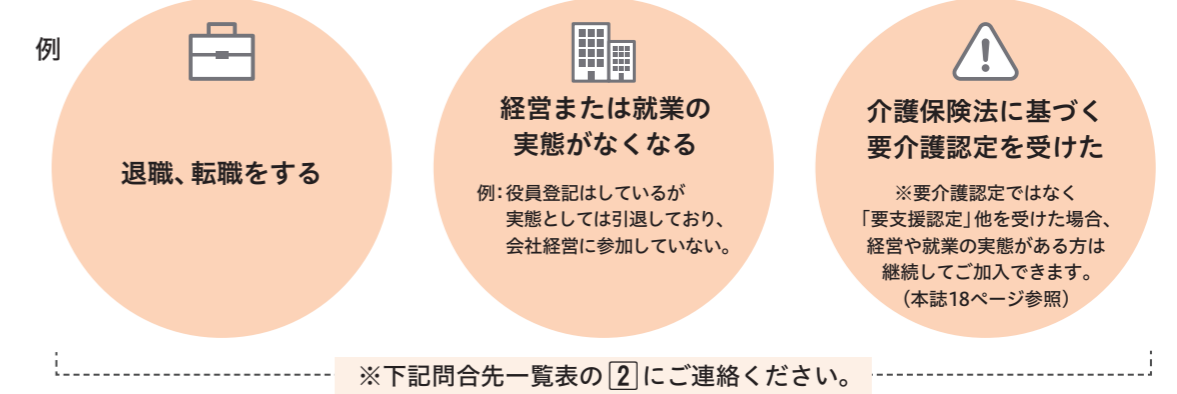 例
退職、転職をする
経営または就業の
実態がなくなる
例：役員登記はしているが
実態としては引退しており、
会社経営に参加していない。
介護保険法に基づく
要介護認定を受けた
※要介護認定ではなく
「要支援認定」他を受けた場合、
経営や就業の実態がある方は
継続してご加入できます。
（本誌18ページ参照）
※下記問合先一覧表の2にご連絡ください。